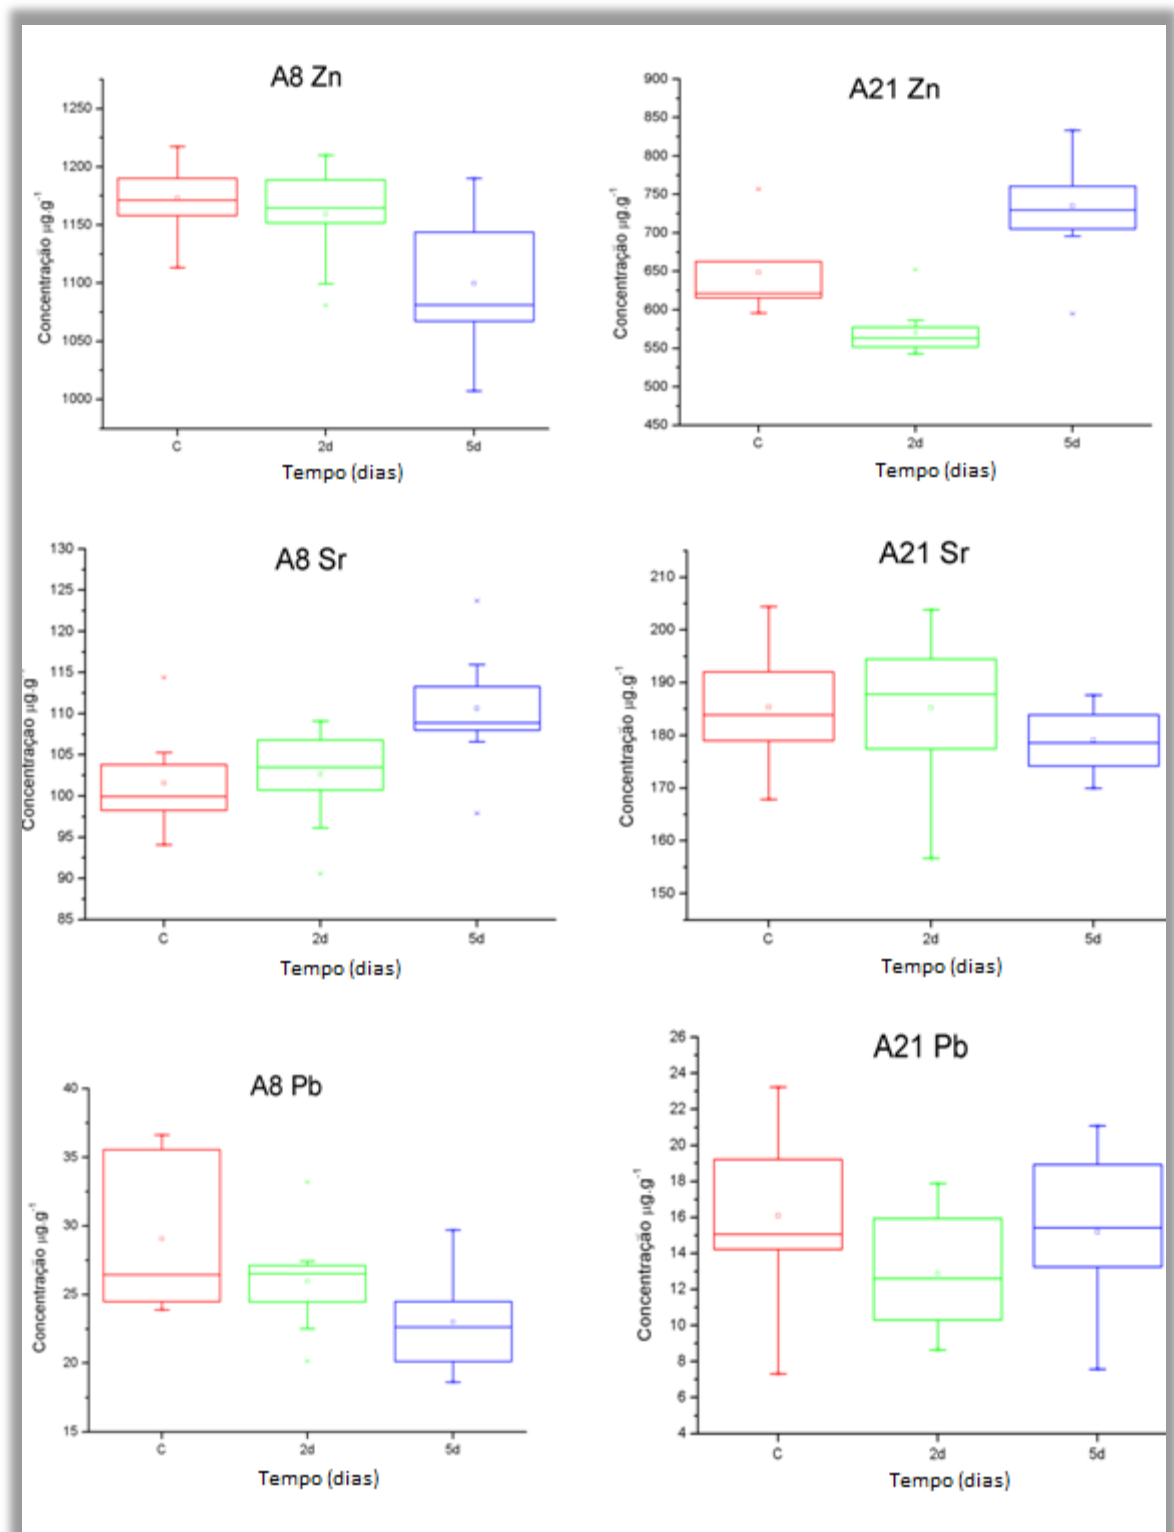 A8 Zn
Concentração µg.g⁻¹
1250
1200
1150
1100
1050
1000
C 2d 5d
Tempo (dias)
A21 Zn
Concentração µg.g⁻¹
900
850
800
750
700
650
600
550
500
450
C 2d 5d
Tempo (dias)
A8 Sr
Concentração µg.g⁻¹
130
125
120
115
110
105
100
95
90
85
C 2d 5d
Tempo (dias)
A21 Sr
Concentração µg.g⁻¹
210
200
190
180
170
160
150
C 2d 5d
Tempo (dias)
A8 Pb
Concentração µg.g⁻¹
40
35
30
25
20
15
C 2d 5d
Tempo (dias)
A21 Pb
Concentração µg.g⁻¹
26
24
22
20
18
16
14
12
10
8
6
4
C 2d 5d
Tempo (dias)